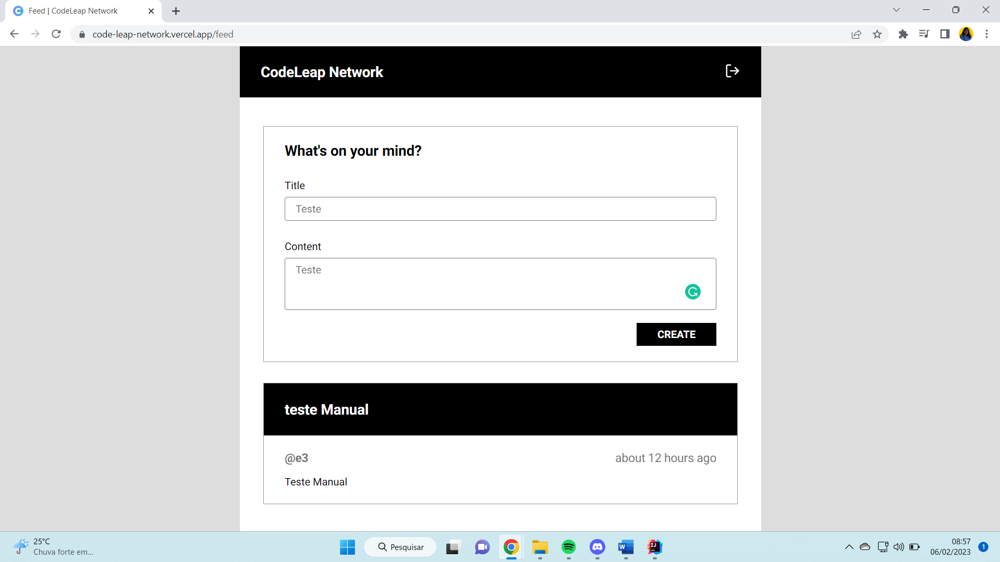 Feed | CodeLeap Network
code-leap-network.vercel.app/feed
CodeLeap Network
What's on your mind?
Title
Teste
Content
Teste
CREATE
teste Manual
@e3 about 12 hours ago
Teste Manual
25°C
Chuva forte em...
Pesquisar
08:57
06/02/2023
1